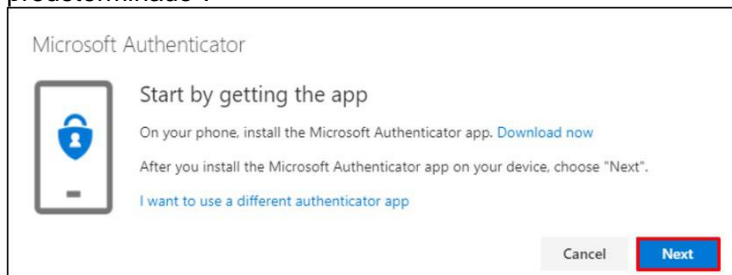 predeterminado".
Microsoft Authenticator
Start by getting the app
On your phone, install the Microsoft Authenticator app. Download now
After you install the Microsoft Authenticator app on your device, choose "Next".
I want to use a different authenticator app
Cancel Next